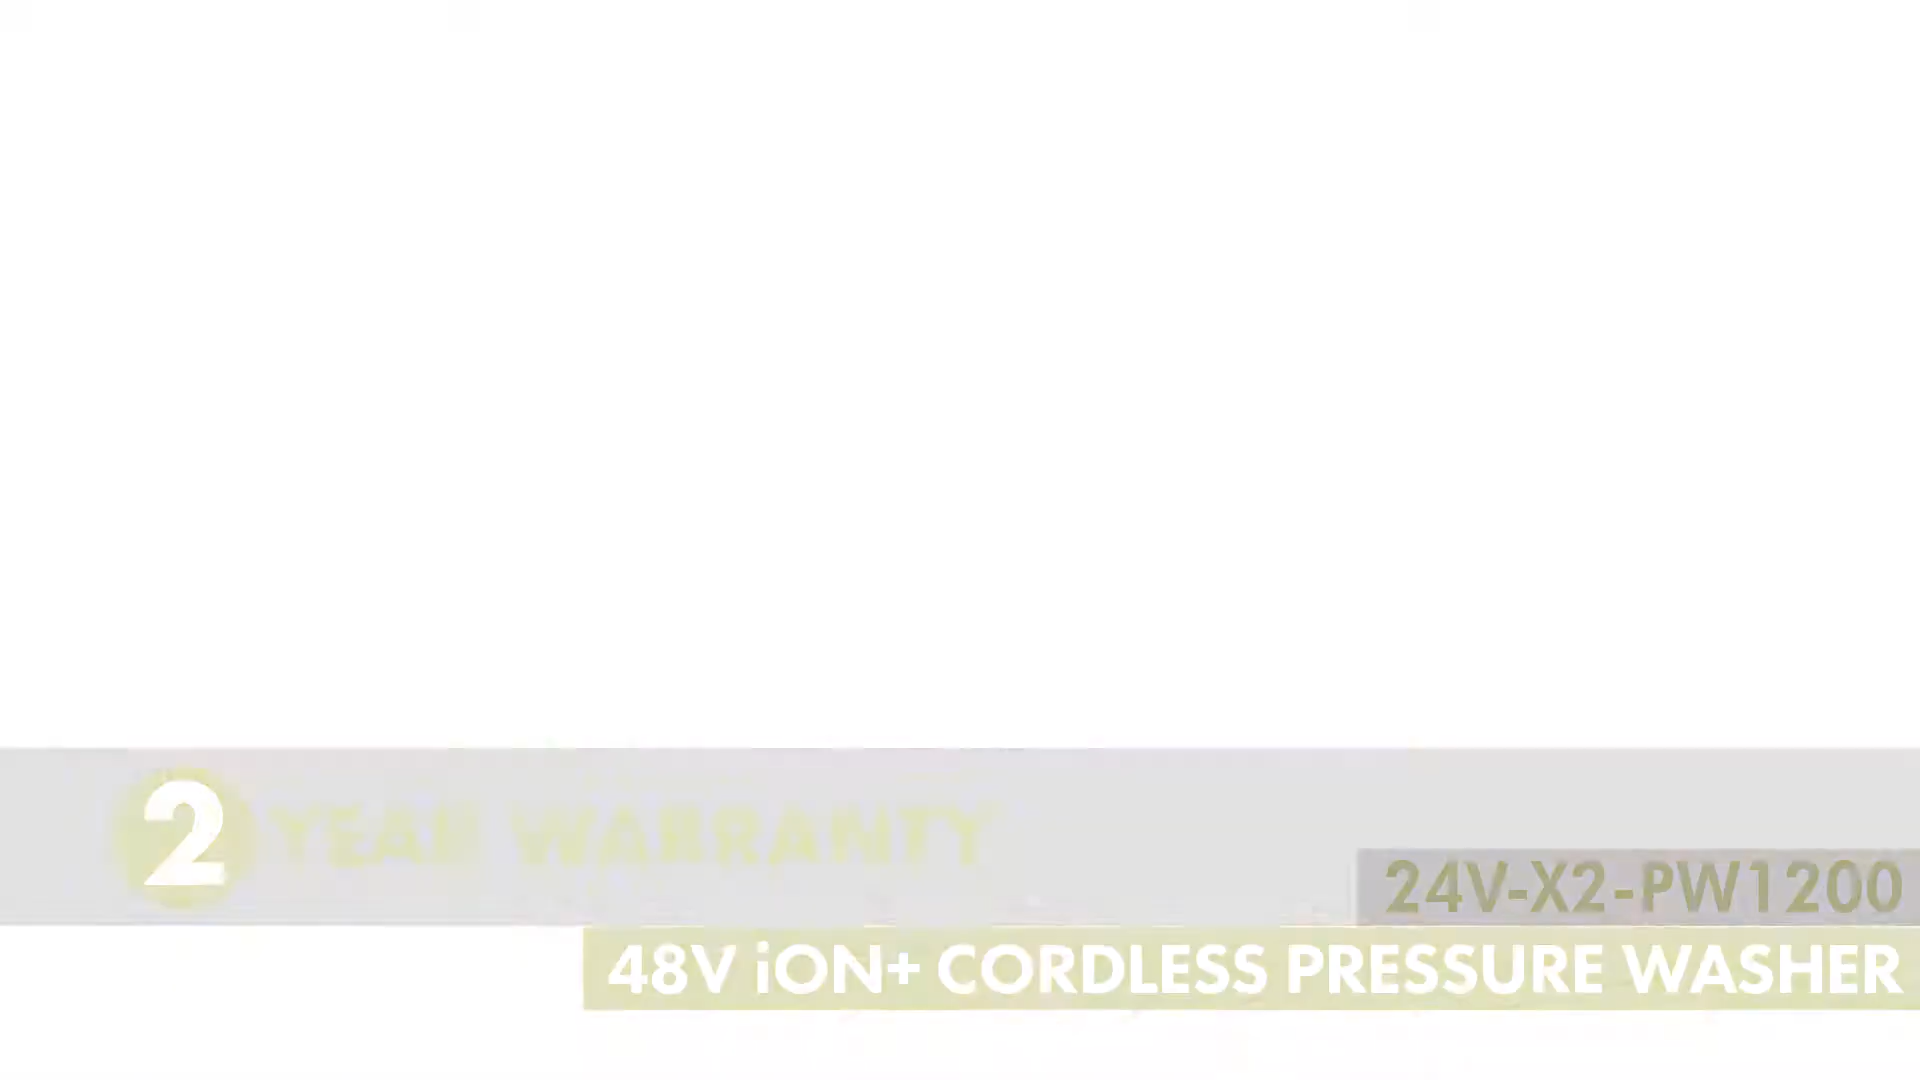 2 YEAR WARRANTY
24V-X2-PW1200
48V iON+ CORDLESS PRESSURE WASHER